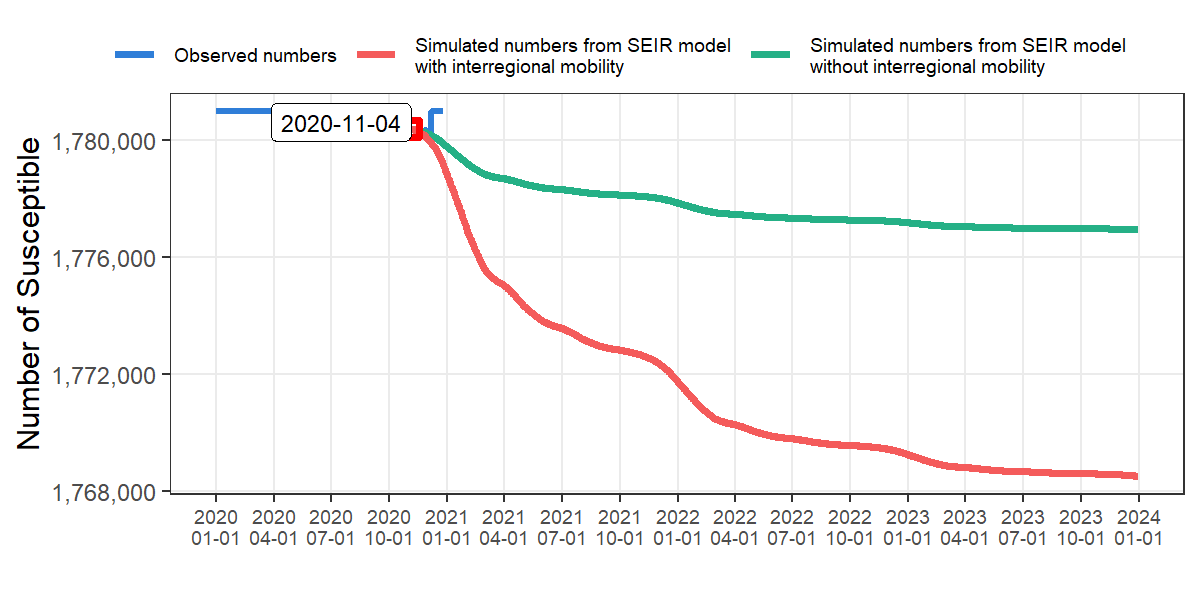 Observed numbers
Simulated numbers from SEIR model
with interregional mobility
Simulated numbers from SEIR model
without interregional mobility
Number of Susceptible
1,780,000
1,776,000
1,772,000
1,768,000
2020-11-04
2020 2020 2020 2020 2021 2021 2021 2021 2022 2022 2022 2022 2023 2023 2023 2023 2024
01-01 04-01 07-01 10-01 01-01 04-01 07-01 10-01 01-01 04-01 07-01 10-01 01-01 04-01 07-01 10-01 01-01